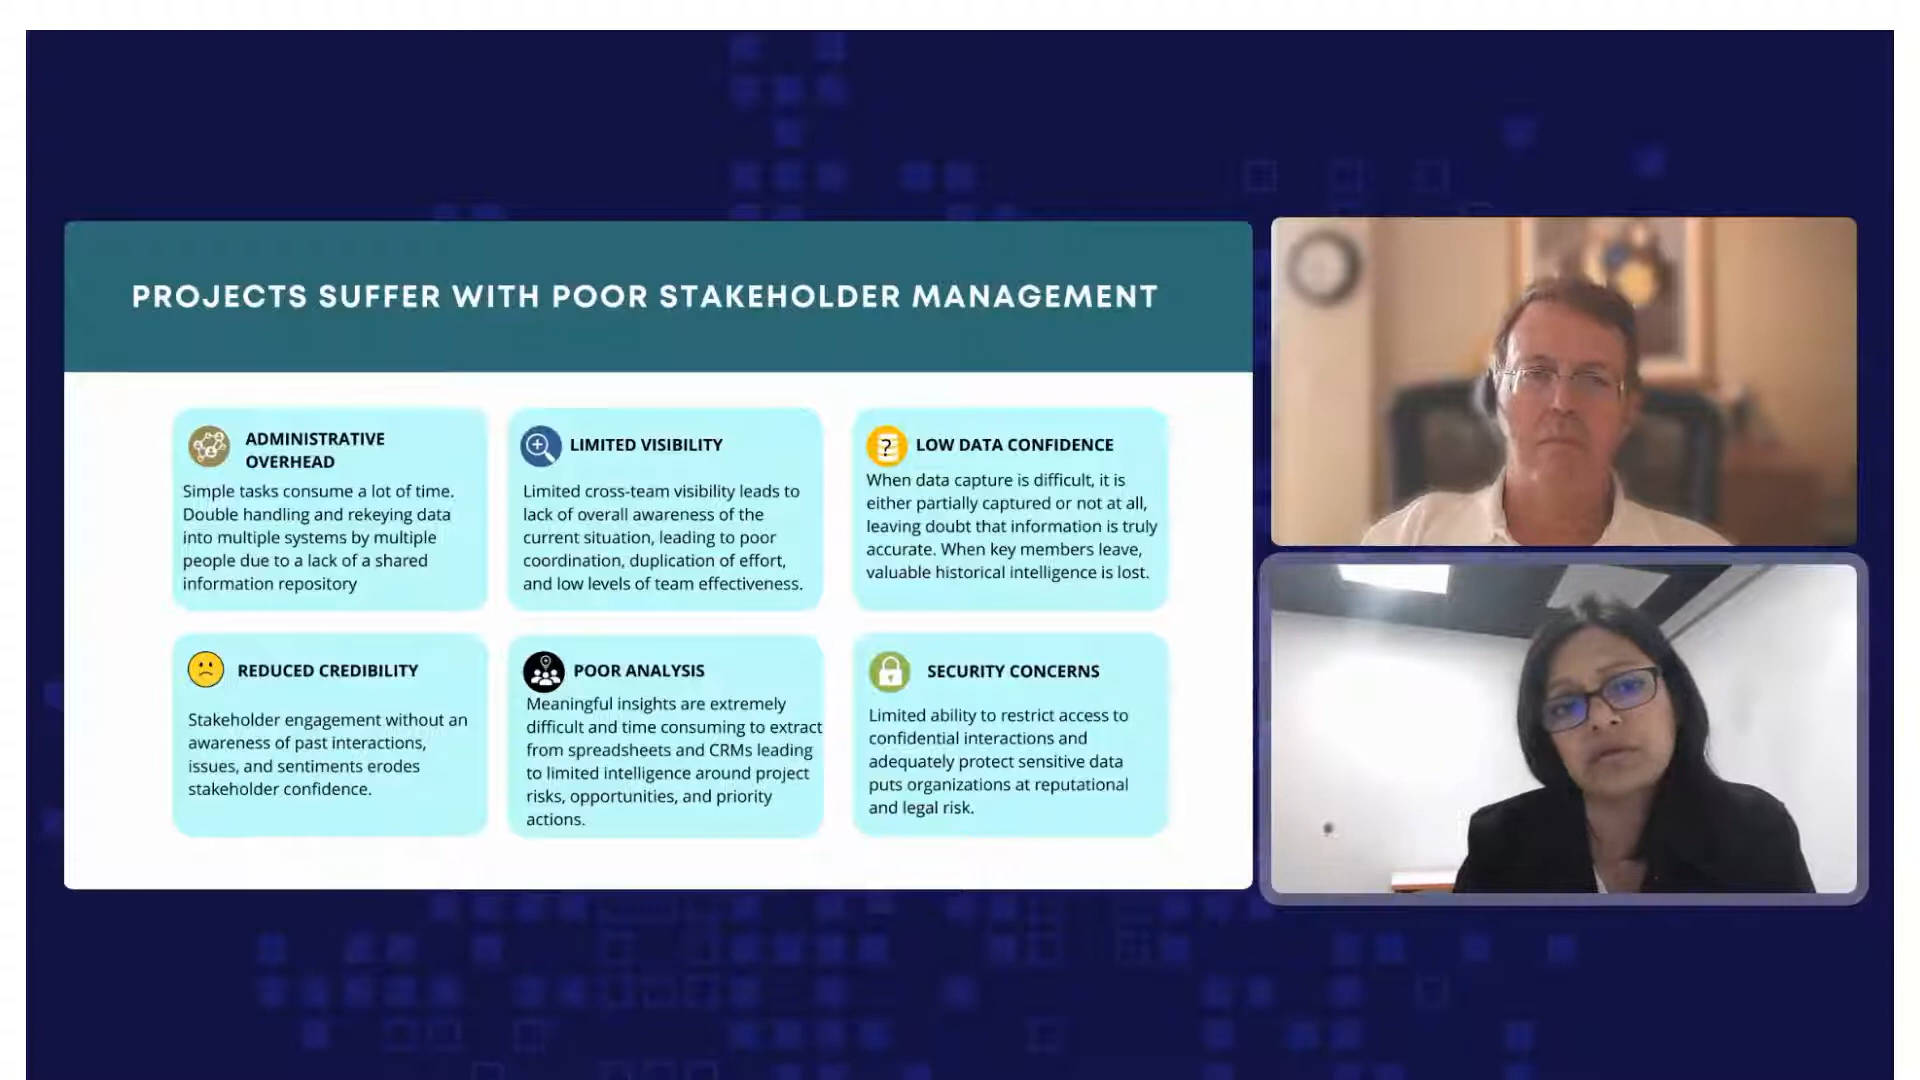 PROJECTS SUFFER WITH POOR STAKEHOLDER MANAGEMENT
ADMINISTRATIVE
OVERHEAD
Simple tasks consume a lot of time.
Double handling and rekeying data
into multiple systems by multiple
people due to a lack of a shared
information repository
LIMITED VISIBILITY
Limited cross-team visibility leads to
lack of overall awareness of the
current situation, leading to poor
coordination, duplication of effort,
and low levels of team effectiveness.
?
LOW DATA CONFIDENCE
When data capture is difficult, it is
either partially captured or not at all,
leaving doubt that information is truly
accurate. When key members leave,
valuable historical intelligence is lost.
REDUCED CREDIBILITY
Stakeholder engagement without an
awareness of past interactions,
issues, and sentiments erodes
stakeholder confidence.
POOR ANALYSIS
Meaningful insights are extremely
difficult and time consuming to extract
from spreadsheets and CRMs leading
to limited intelligence around project
risks, opportunities, and priority
actions.
SECURITY CONCERNS
Limited ability to restrict access to
confidential interactions and
adequately protect sensitive data
puts organizations at reputational
and legal risk.